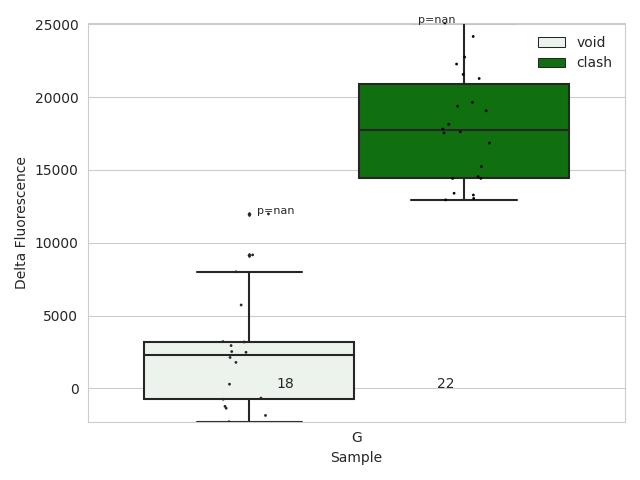 p=nan
void
clash
25000
20000
15000
10000
5000
0
Delta Fluorescence
p=nan
18
22
G
Sample